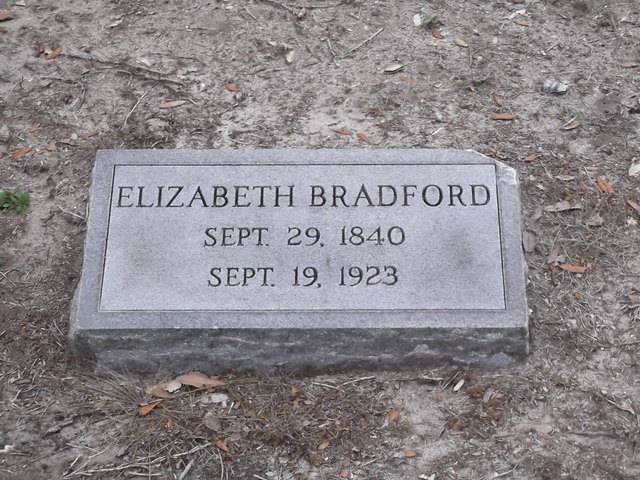 ELIZABETH BRADFORD
SEPT. 29, 1840
SEPT. 19, 1923